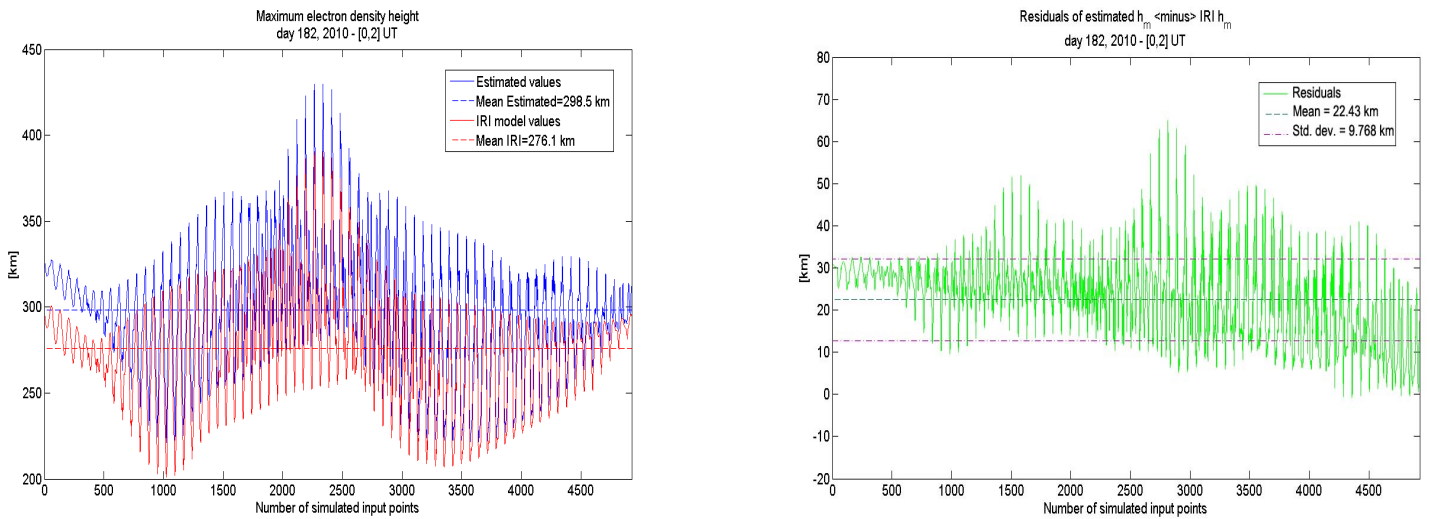 Maximum electron density height
day 182, 2010 - [0,2] UT
450
400
350
300
250
200
[km]
Estimated values
Mean Estimated=298.5 km
IRI model values
Mean IRI=276.1 km
0 500 1000 1500 2000 2500 3000 3500 4000 4500
Number of simulated input points
Residuals of estimated hm <minus> IRI hm
day 182, 2010 - [0,2] UT
80
70
60
50
40
30
20
10
0
-10
-20
[km]
Residuals
Mean = 22.43 km
Std. dev. = 9.768 km
0 500 1000 1500 2000 2500 3000 3500 4000 4500
Number of simulated input points